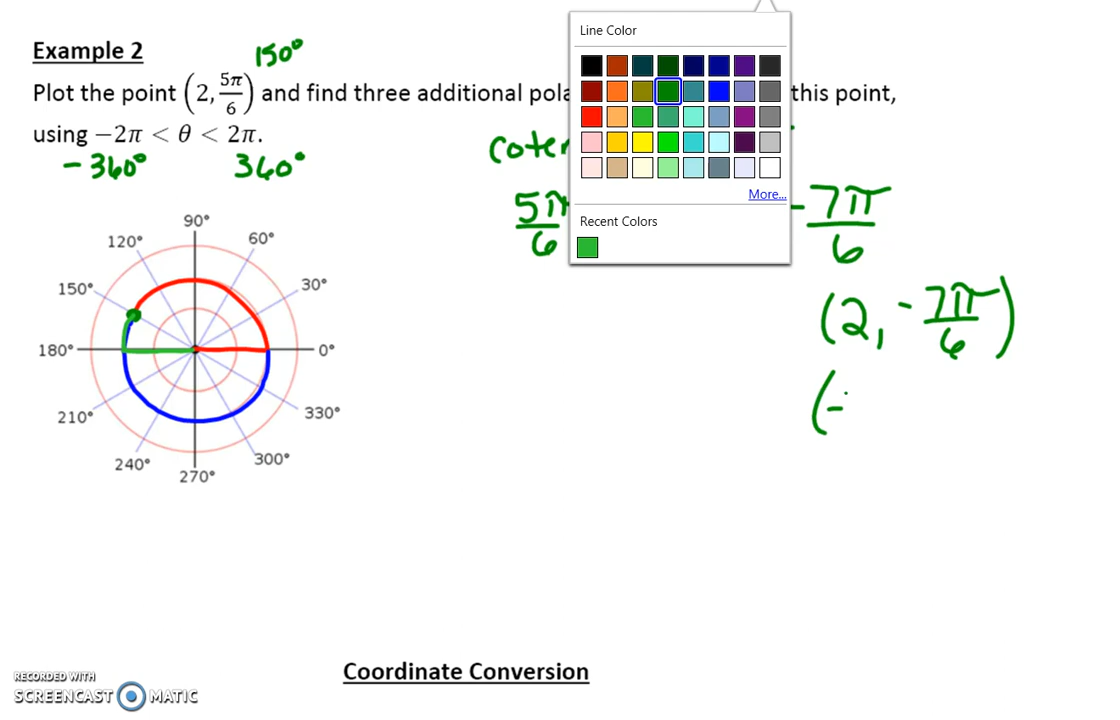 Example 2
150°
Plot the point (2, 5π/6) and find three additional this point,
using −2π < θ < 2π.
-360° 360°
5π/6 -7π/6
(2, -7π/6)
(-
Line Color
More...
Recent Colors
90°
120° 60°
150° 30°
180° 0°
210° 330°
240° 300°
270°
Coordinate Conversion
RECORDED WITH
SCREENCAST MATIC